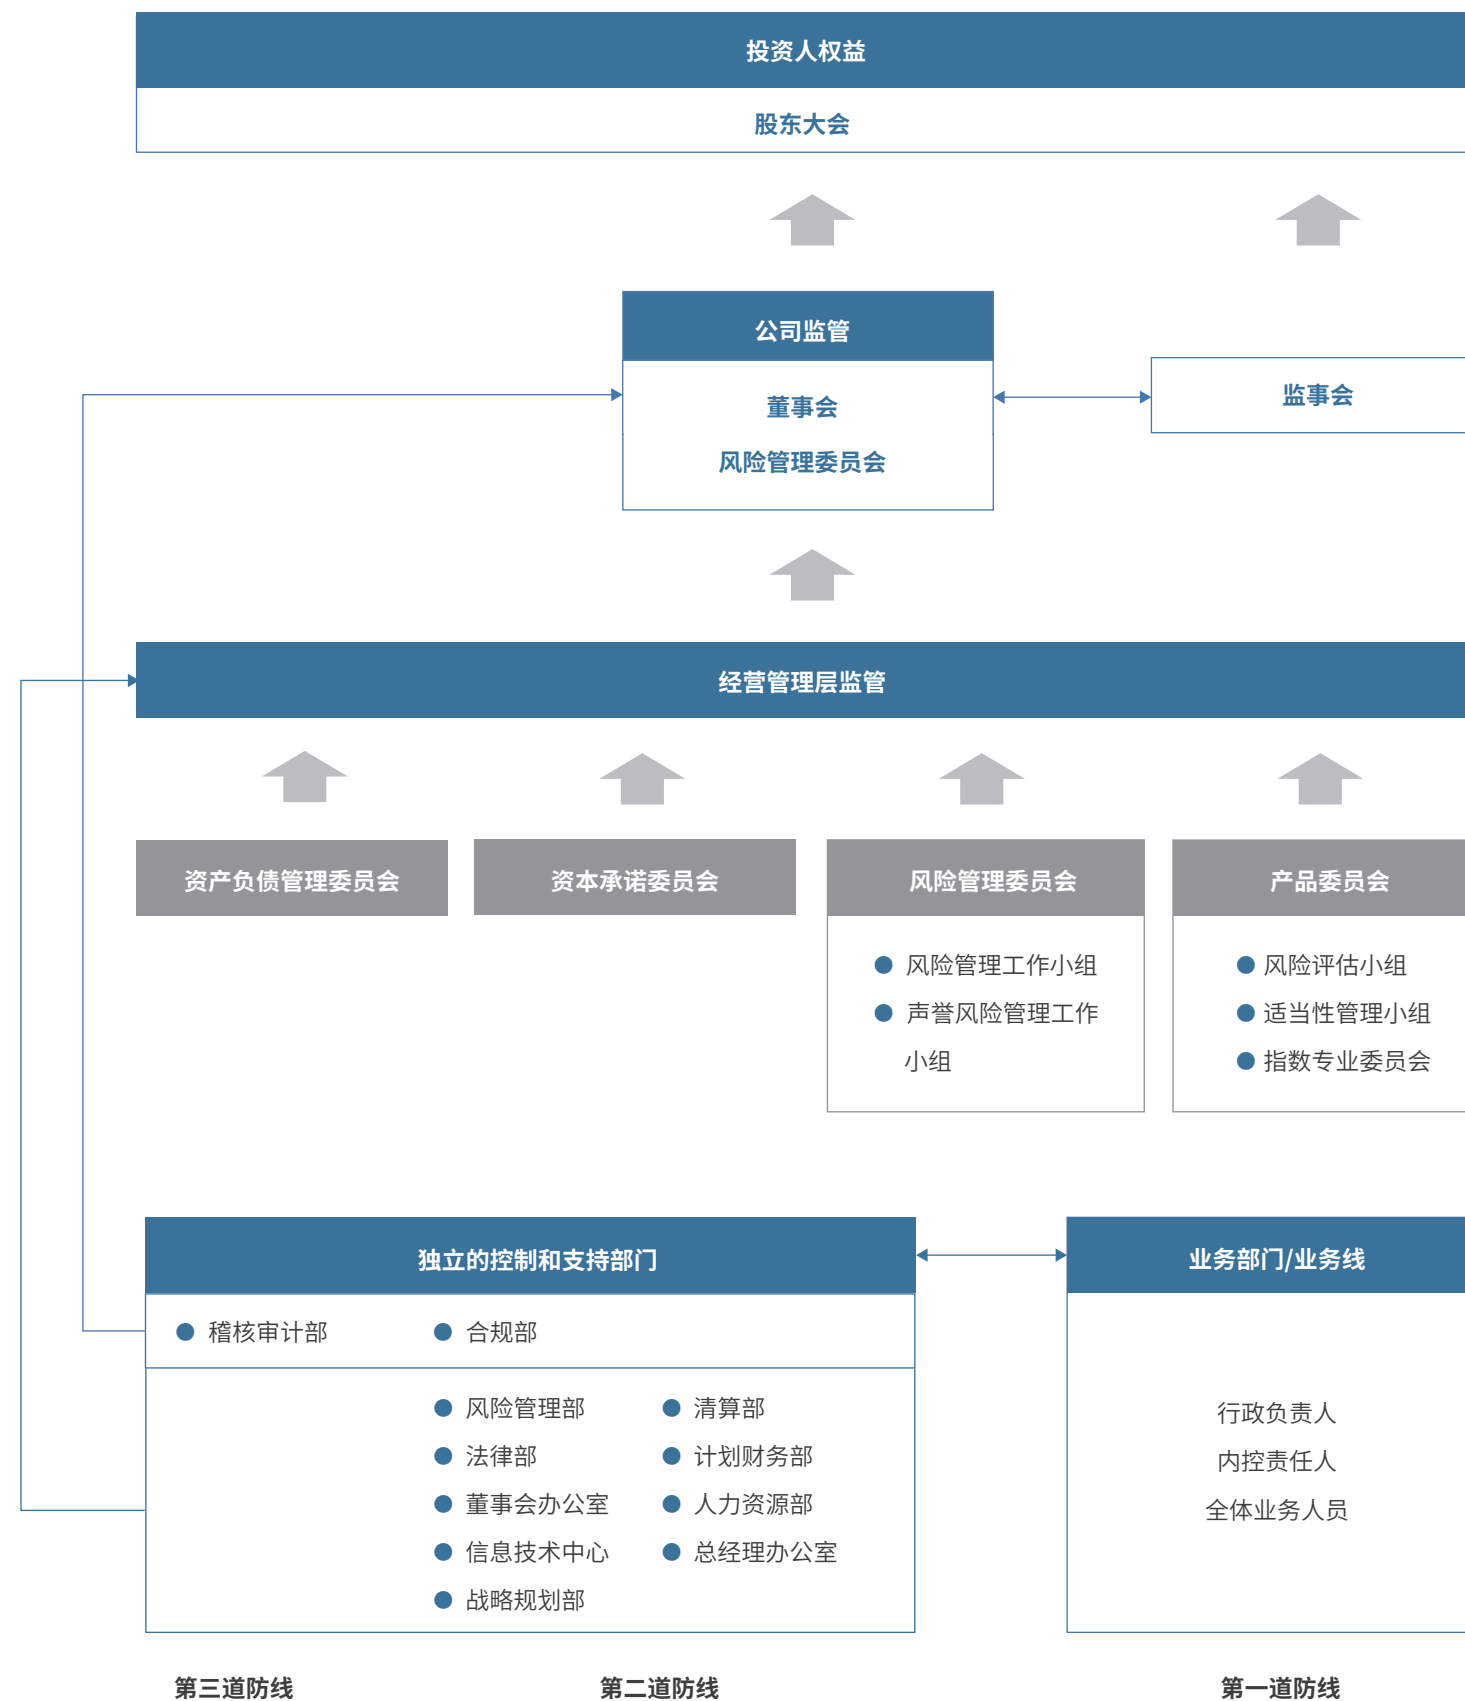 投资人权益
股东大会
公司监管
董事会
风险管理委员会
监事会
经营管理层监管
资产负债管理委员会
资本承诺委员会
风险管理委员会
风险管理工作小组
声誉风险管理工作
小组
产品委员会
风险评估小组
适当性管理小组
指数专业委员会
独立的控制和支持部门
稽核审计部
合规部
风险管理部
清算部
法律部
计划财务部
董事会办公室
人力资源部
信息技术中心
总经理办公室
战略规划部
业务部门/业务线
行政负责人
内控责任人
全体业务人员
第三道防线
第二道防线
第一道防线